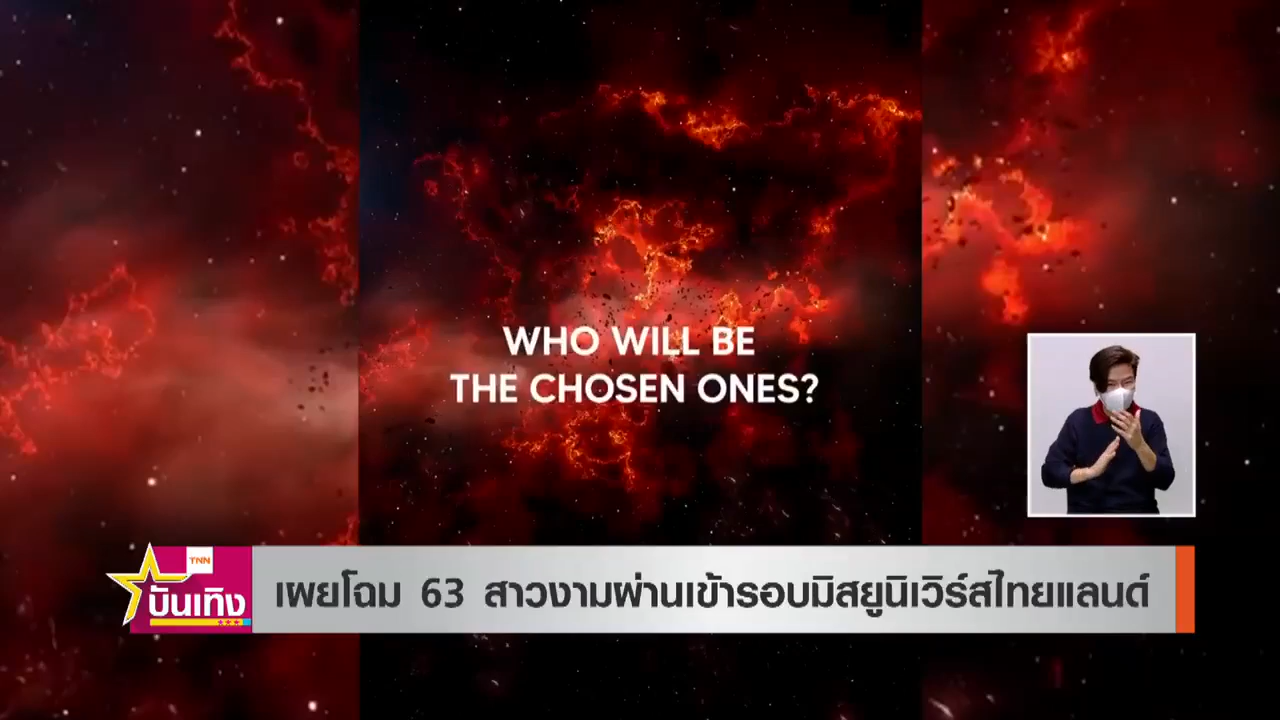 WHO WILL BE
THE CHOSEN ONES?
TNN
บันเทิง
เผยโฉม 63 สาวงามผ่านเข้ารอบมิสยูนิเวิร์สไทยแลนด์